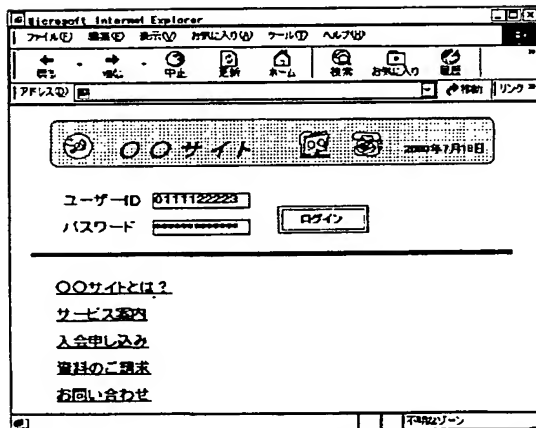 Microsoft Internet Explorer
ファイル(F) 編集(E) 表示(V) お気に入り(A) ツール(T) ヘルプ(H)
戻る 中止 更新 ホーム 検索 お気に入り 履歴
アドレス(D) 移動 リンク »
〇〇サイト 2000年7月18日
ユーザーID 0111122223
パスワード *************
ログイン
〇〇サイトとは？
サービス案内
入会申し込み
資料のご請求
お問い合わせ
不明なゾーン